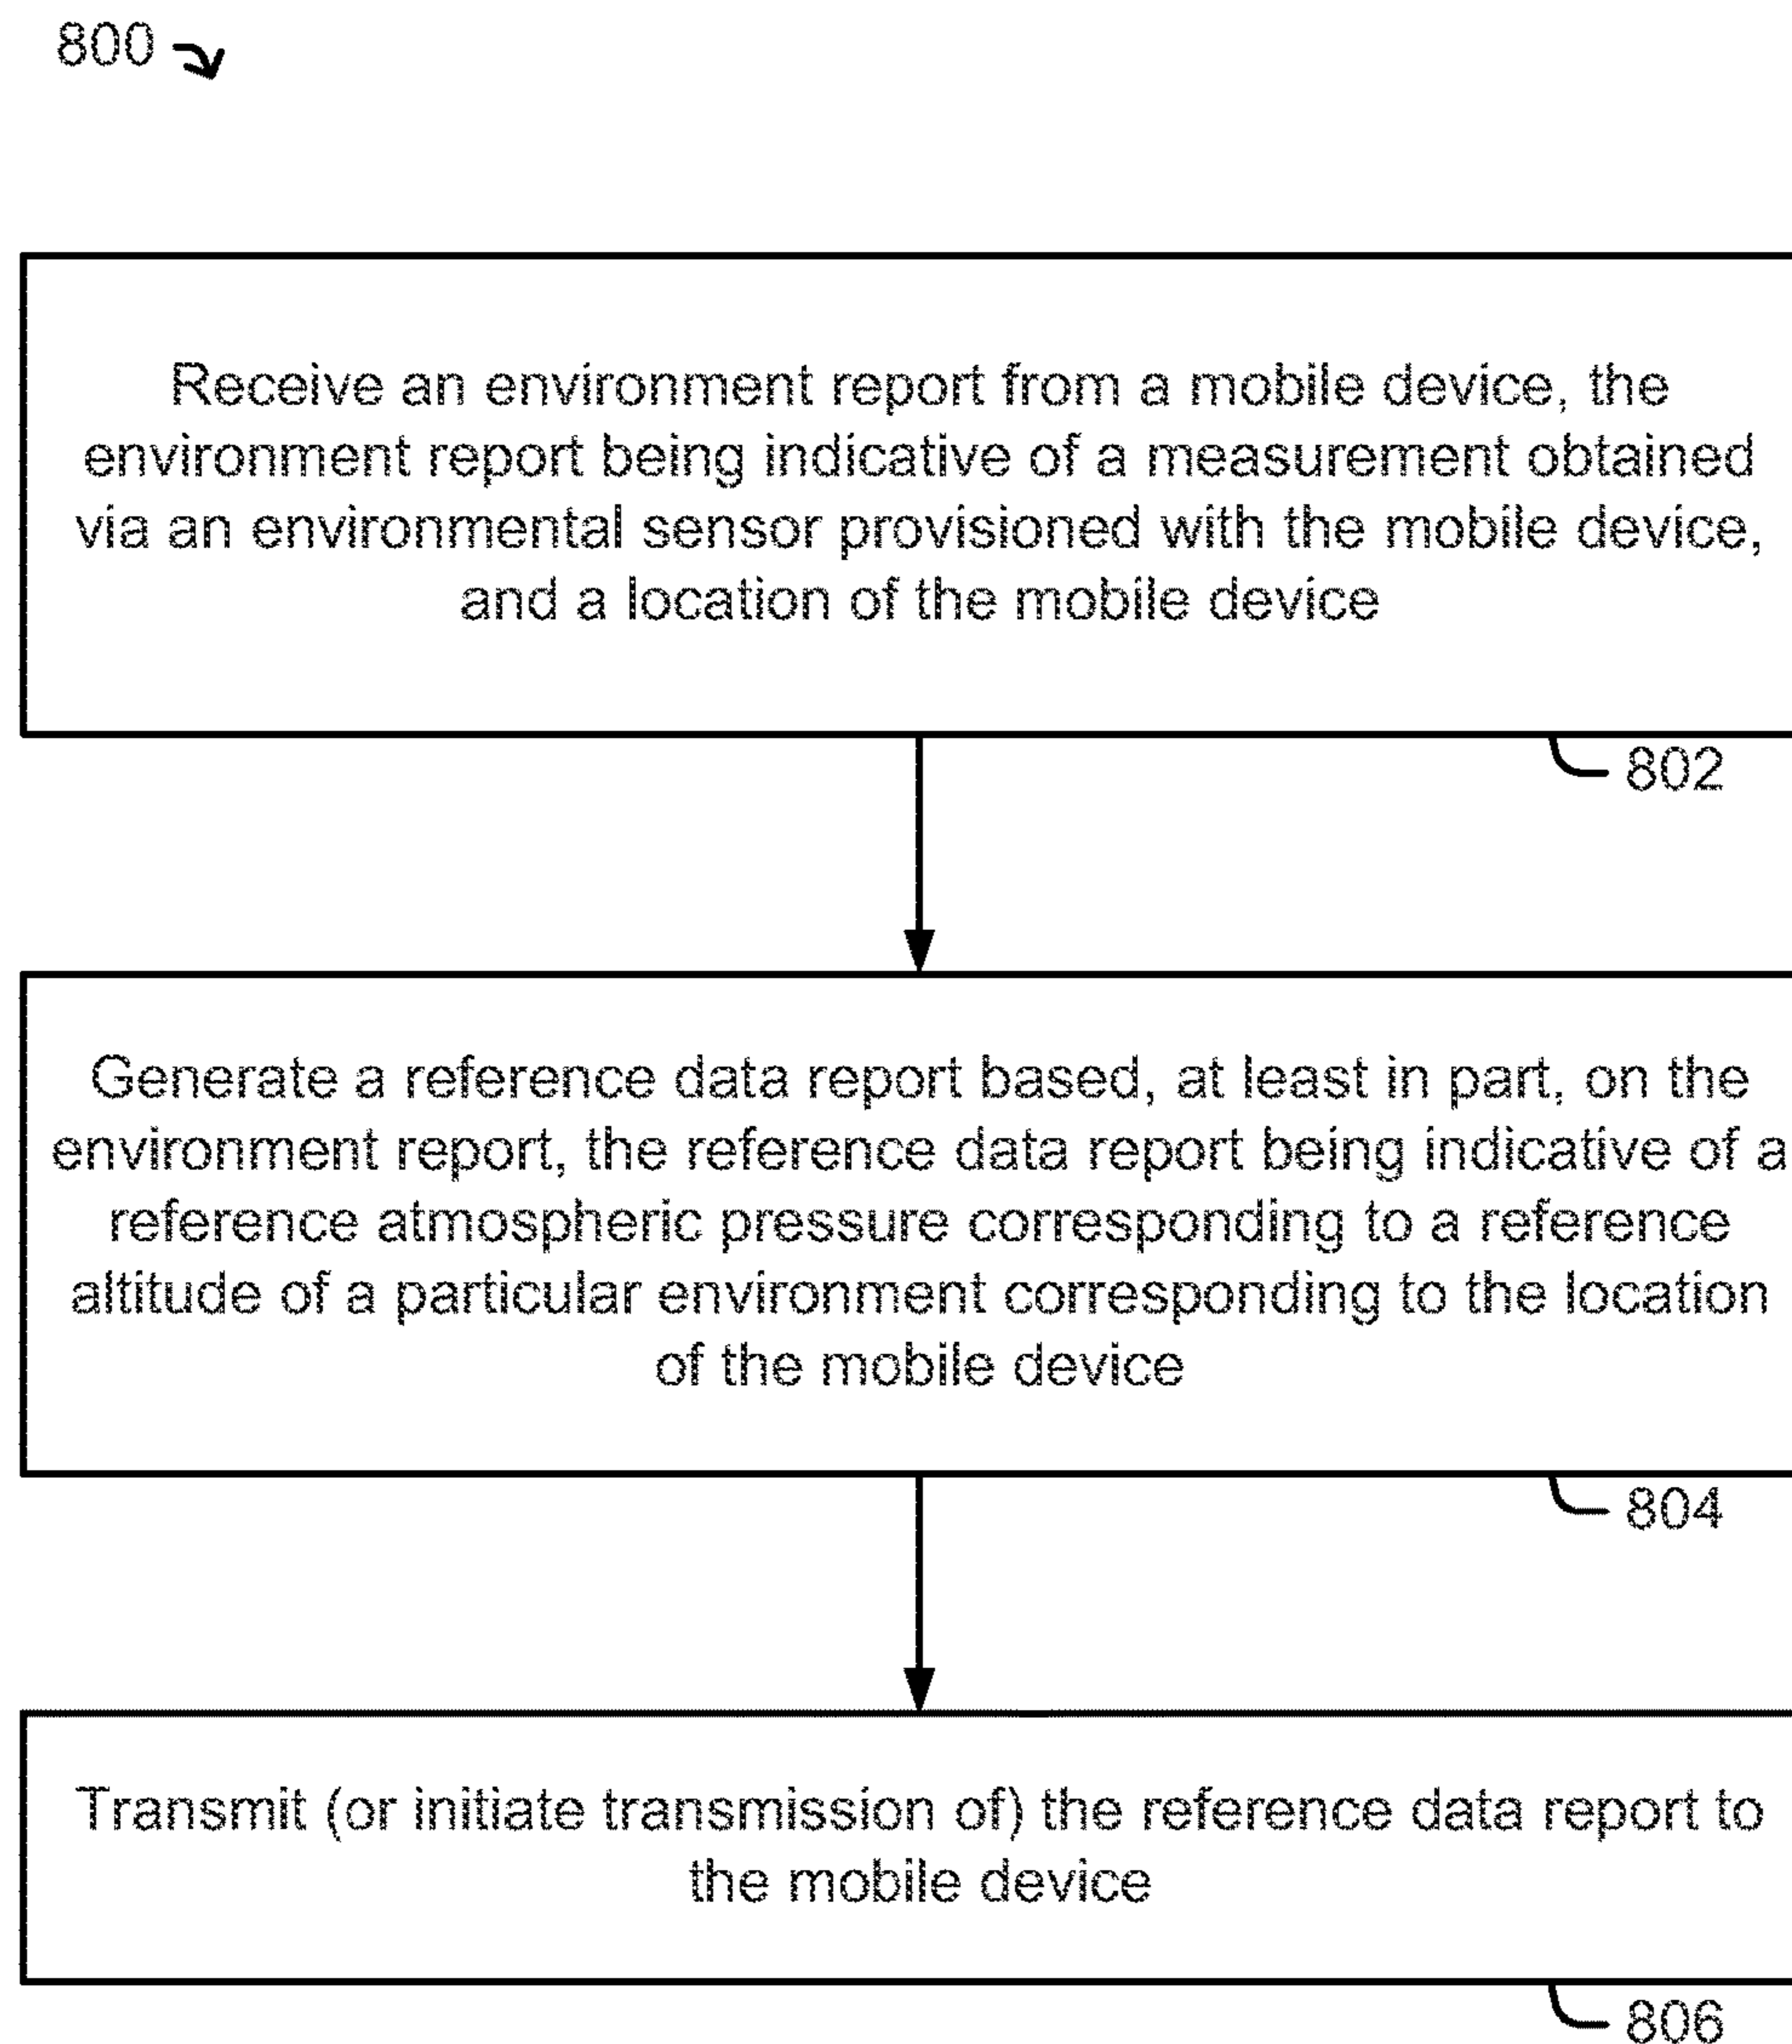 800
Receive an environment report from a mobile device, the
environment report being indicative of a measurement obtained
via an environmental sensor provisioned with the mobile device,
and a location of the mobile device
802
Generate a reference data report based, at least in part, on the
environment report, the reference data report being indicative of a
reference atmospheric pressure corresponding to a reference
altitude of a particular environment corresponding to the location
of the mobile device
804
Transmit (or initiate transmission of) the reference data report to
the mobile device
806